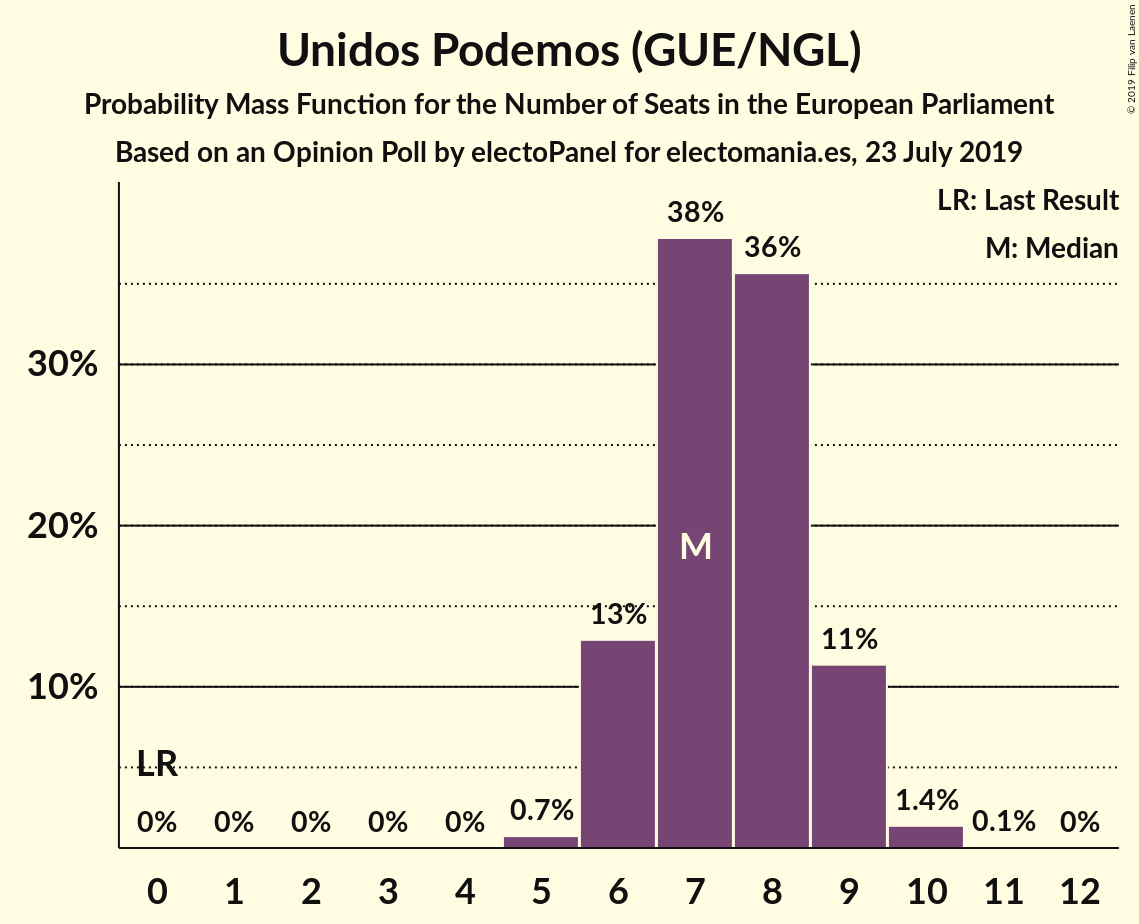 Unidos Podemos (GUE/NGL)
Probability Mass Function for the Number of Seats in the European Parliament
Based on an Opinion Poll by electoPanel for electomania.es, 23 July 2019
© 2019 Filip van Laenen
LR: Last Result
M: Median
38%
36%
30%
20%
M
13%
11%
10%
LR
0%
0%
0%
0%
0%
0.7%
1.4%
0.1%
0%
0 1 2 3 4 5 6 7 8 9 10 11 12